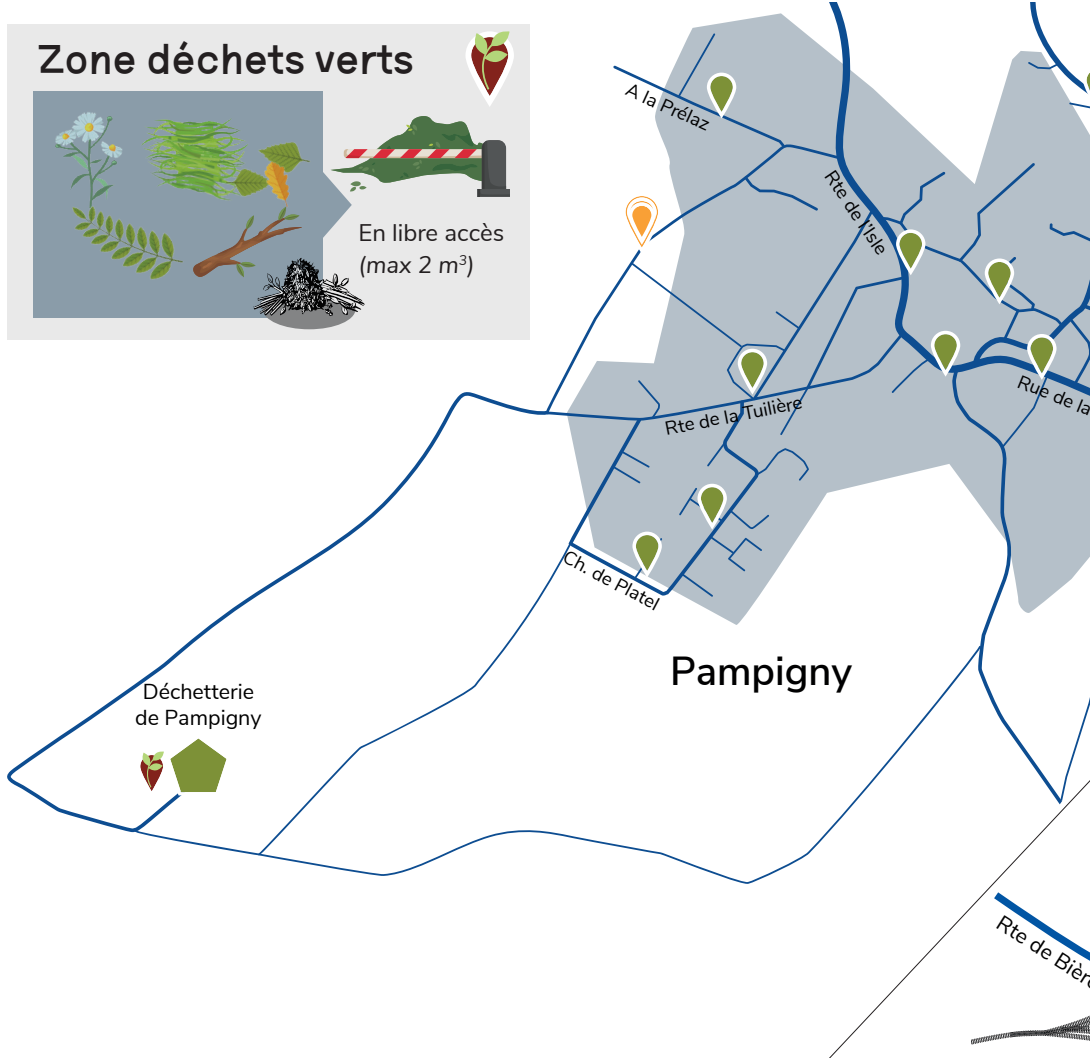 Zone déchets verts
En libre accès
(max 2 m³)
A la Prélaz
Rte de l'Isle
Rue de la
Rte de la Tuilière
Ch. de Platel
Pampigny
Déchetterie
de Pampigny
Rte de Bière